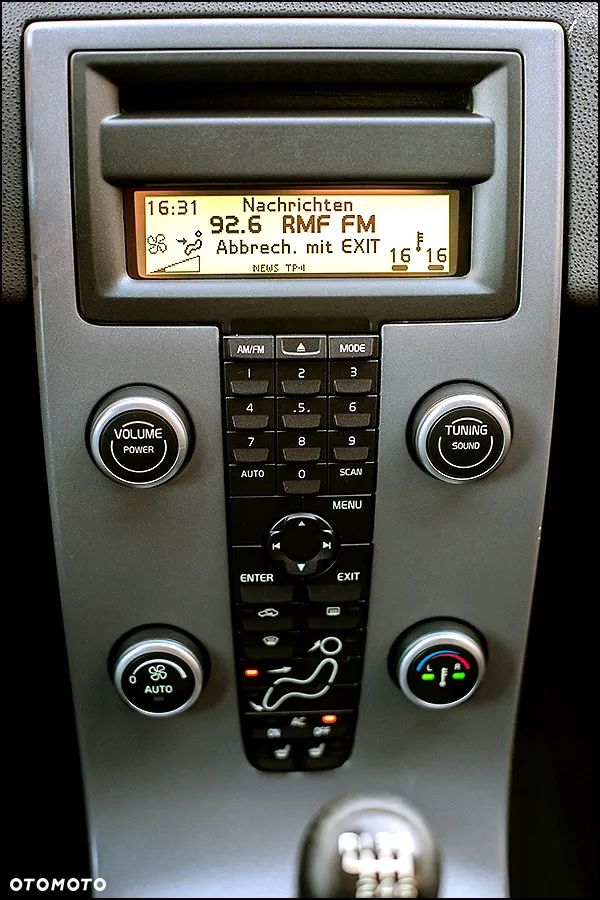 16:31 Nachrichten
92.6 RMF FM
Abbrech. mit EXIT
16 16
NEWS TP
AM/FM MODE
1 2 3
4 .5. 6
7 8 9
AUTO 0 SCAN
MENU
ENTER EXIT
VOLUME
POWER
TUNING
SOUND
0
AUTO
L R
AC
ON OFF
OTOMOTO